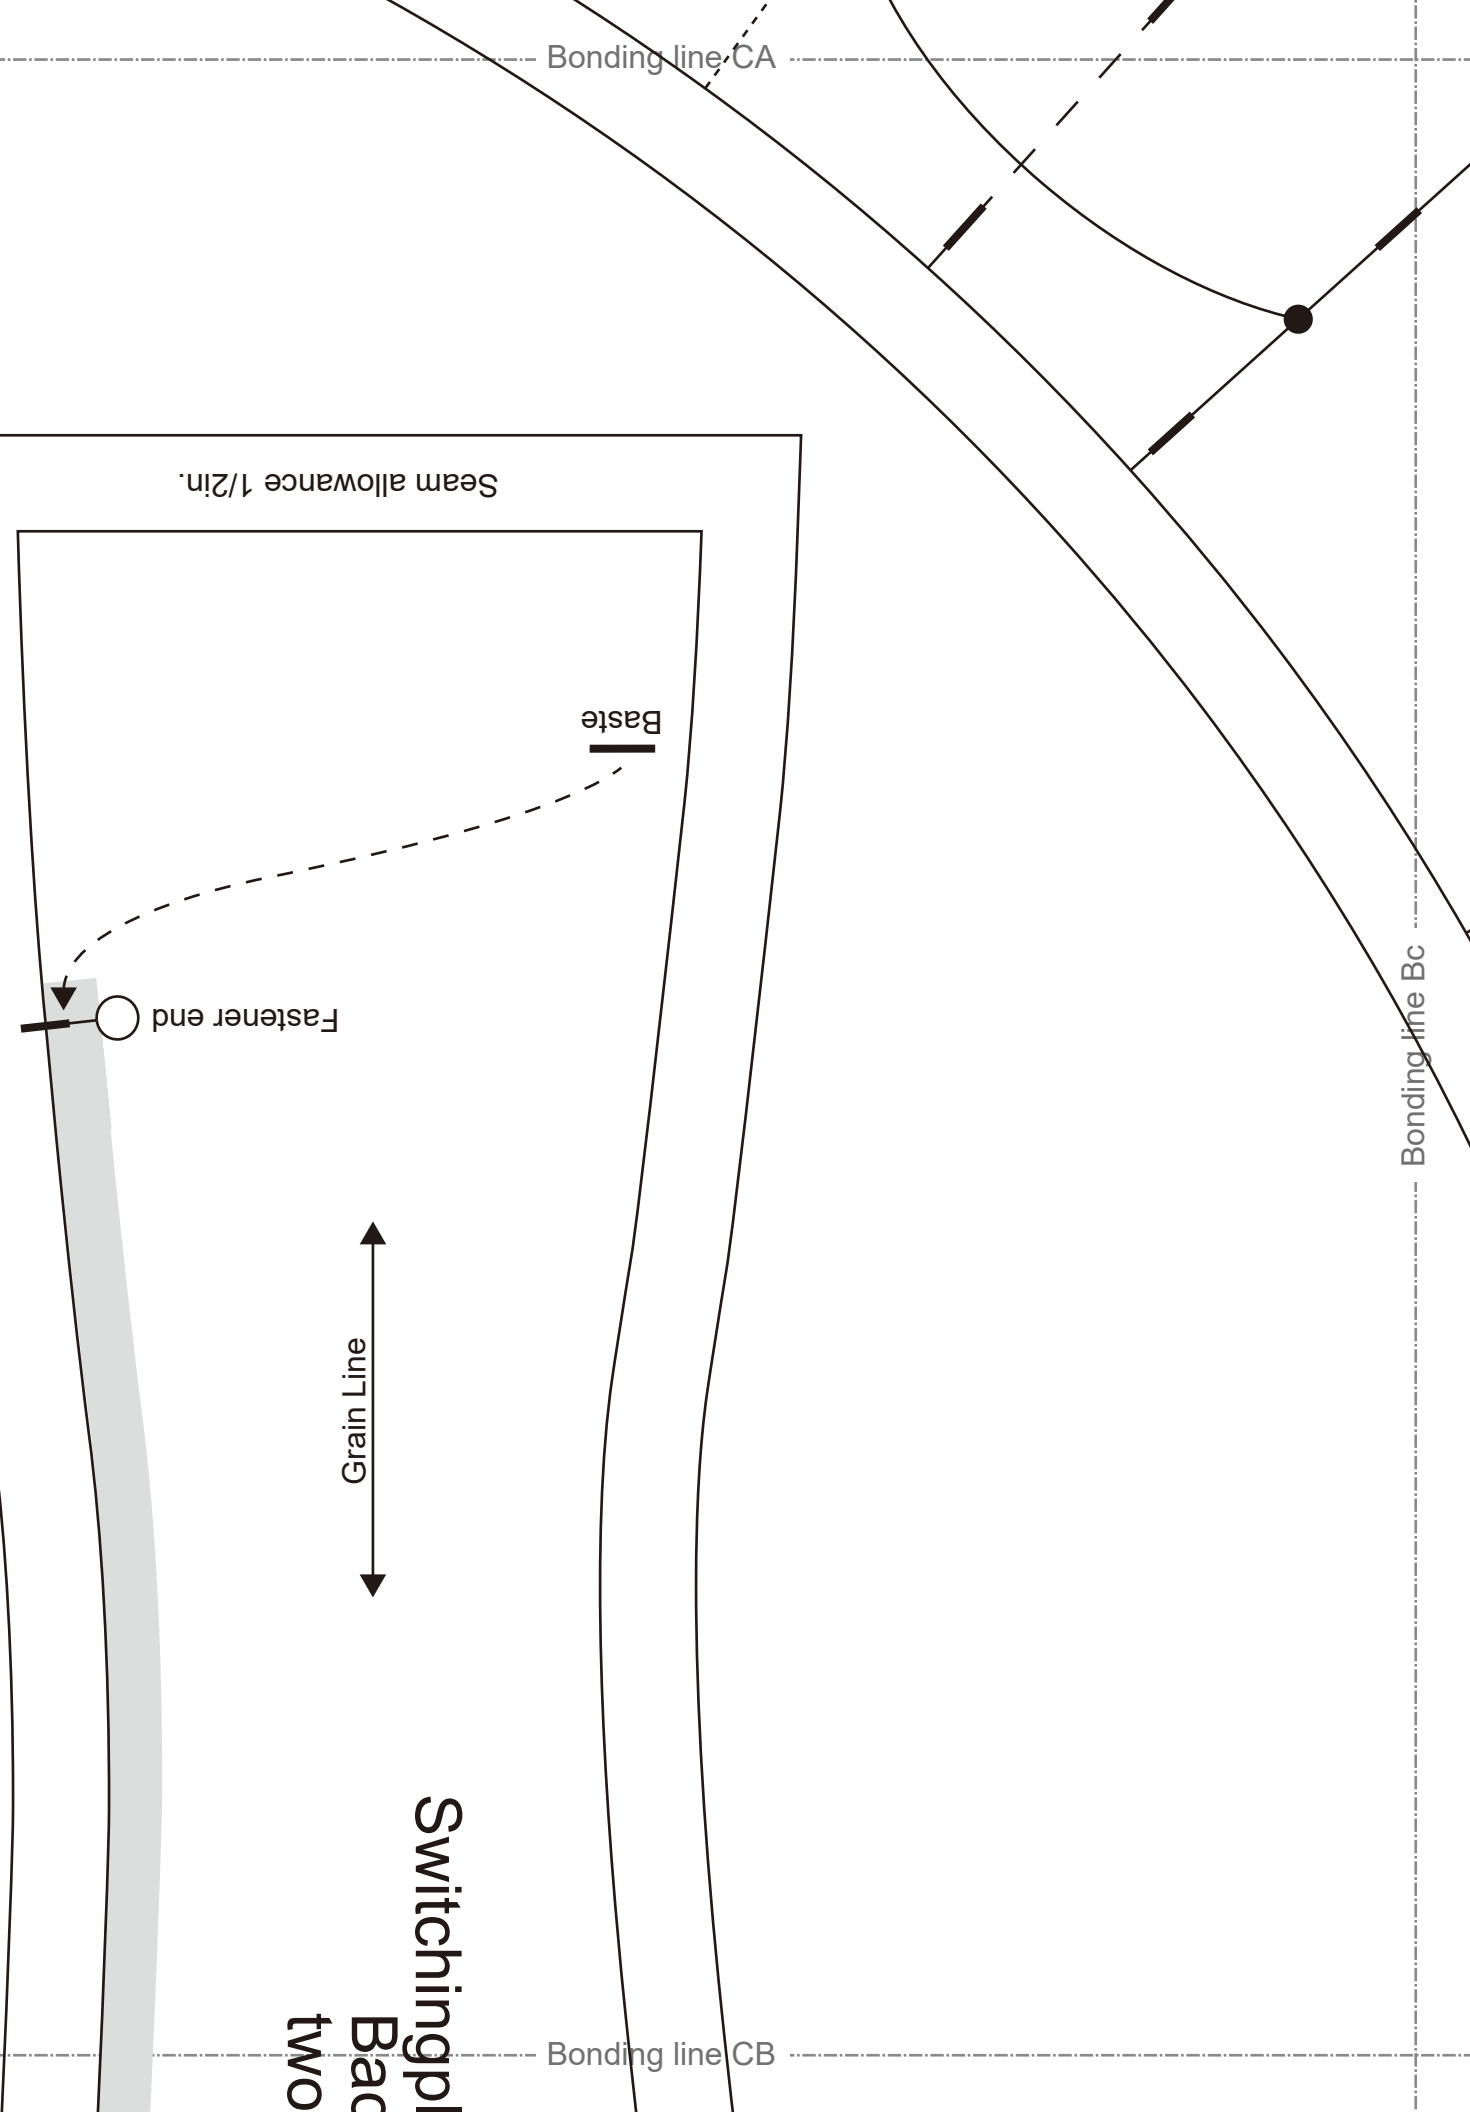 Bonding line CA
Seam allowance 1/2in.
Baste
Fastener end
Bonding line Bc
Grain Line
Switchingpl
Bac
two
Bonding line CB